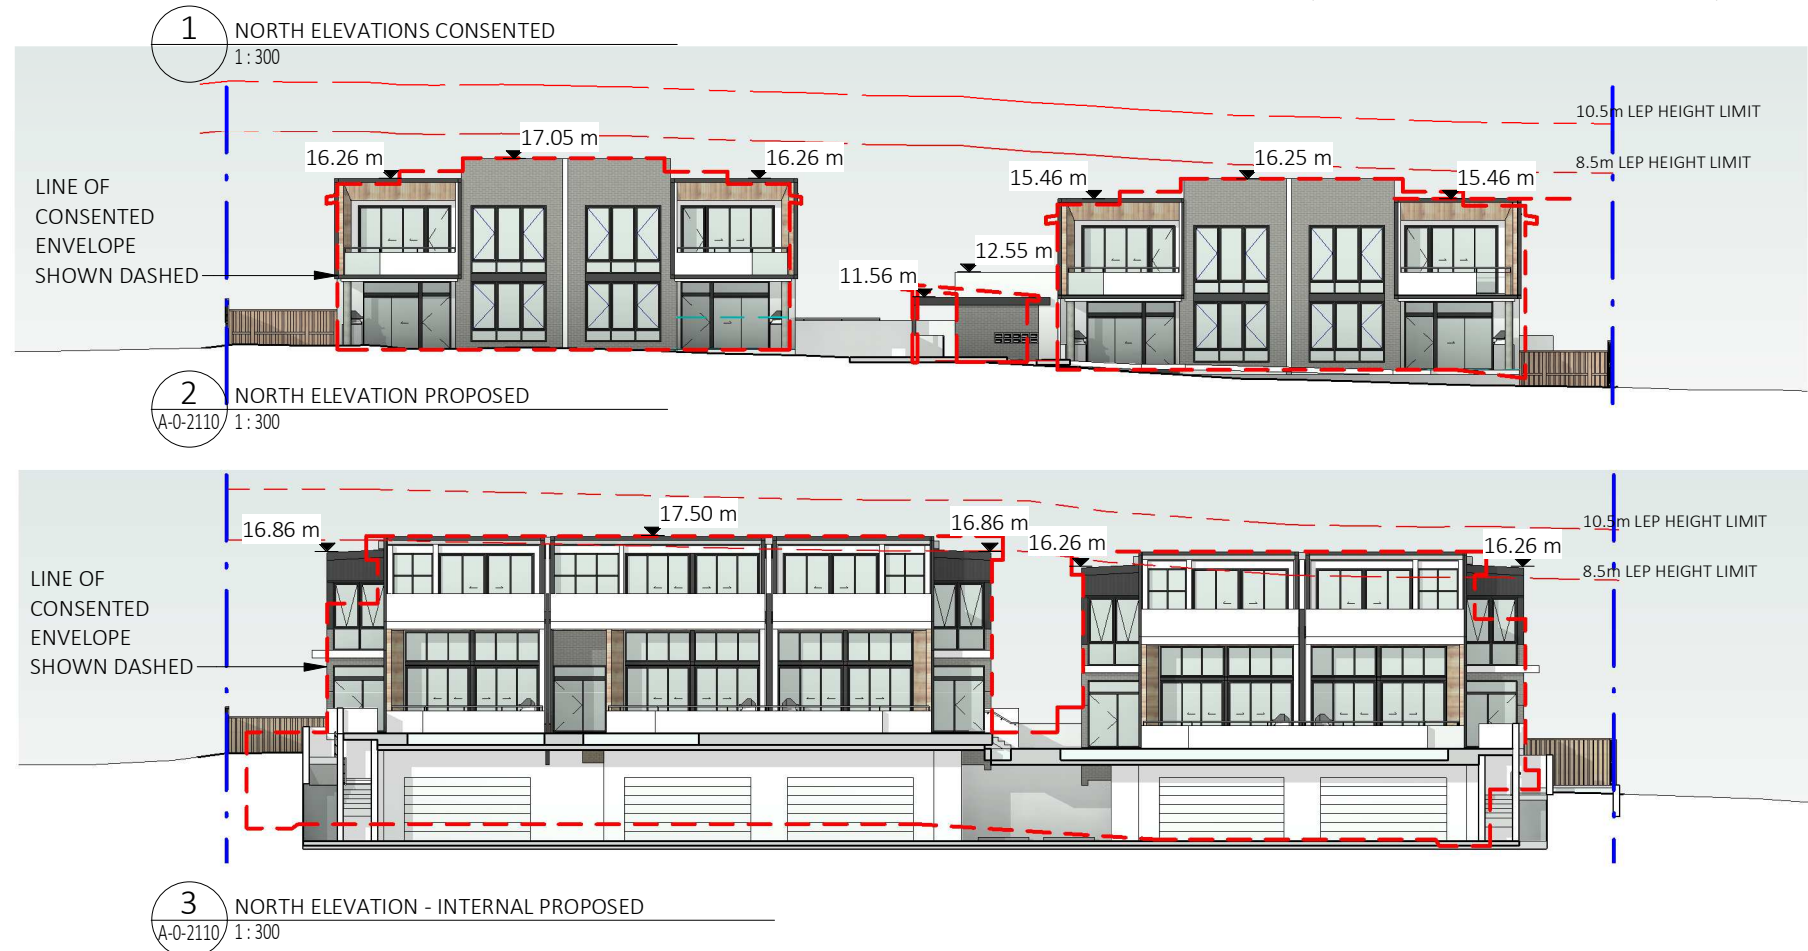 1
NORTH ELEVATIONS CONSENTED
1 : 300
10.5m LEP HEIGHT LIMIT
17.05 m
16.26 m
16.26 m
16.25 m
8.5m LEP HEIGHT LIMIT
15.46 m
15.46 m
LINE OF
CONSENTED
ENVELOPE
SHOWN DASHED
12.55 m
11.56 m
2
A-0-2110
NORTH ELEVATION PROPOSED
1 : 300
16.86 m
17.50 m
16.86 m
16.26 m
16.26 m
10.5m LEP HEIGHT LIMIT
8.5m LEP HEIGHT LIMIT
LINE OF
CONSENTED
ENVELOPE
SHOWN DASHED
3
A-0-2110
NORTH ELEVATION - INTERNAL PROPOSED
1 : 300